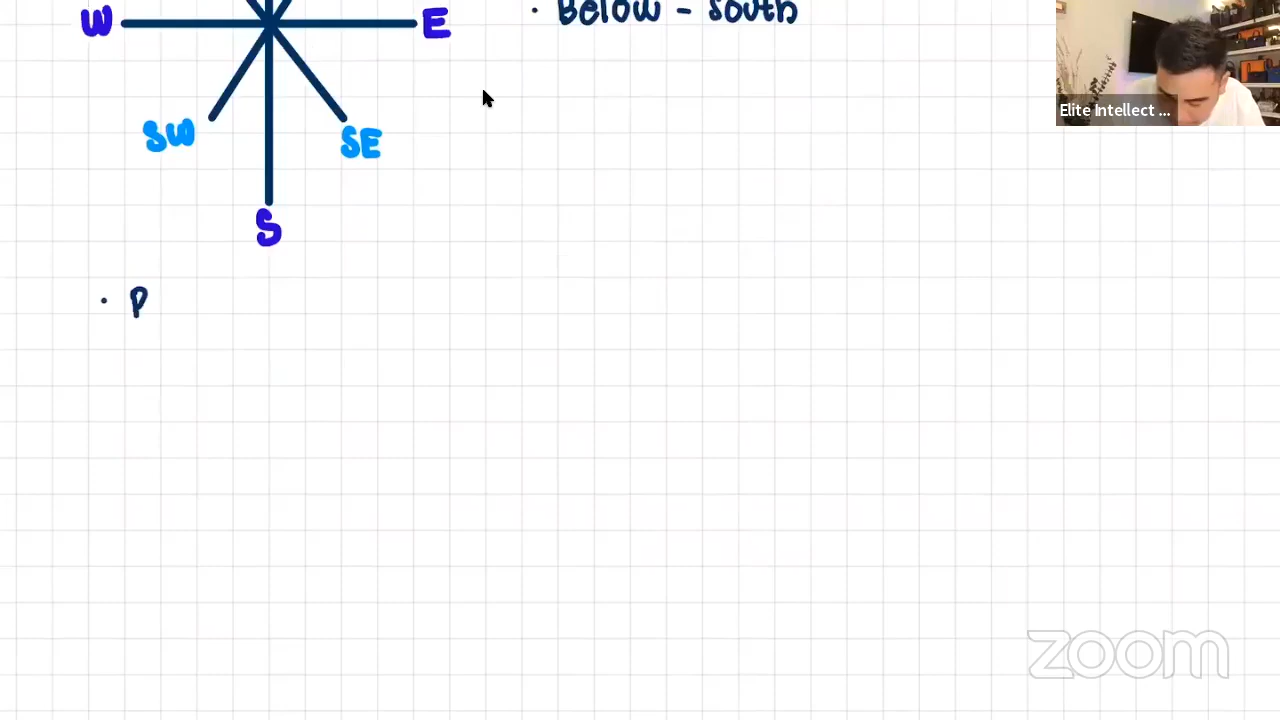 · Below - South
W
E
SW
SE
S
· P
Elite Intellect ...
zoom